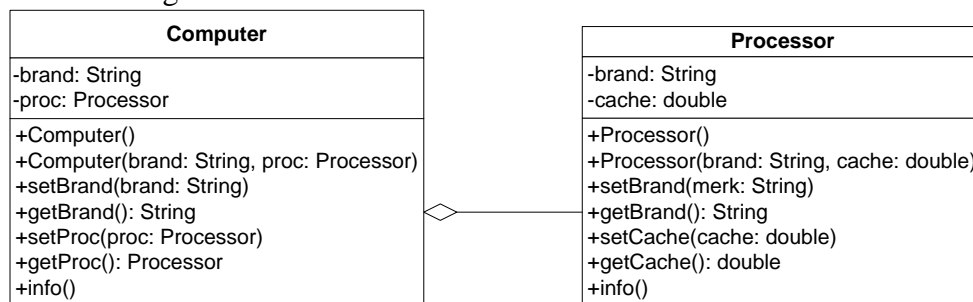 Computer
-brand: String
-proc: Processor
+Computer()
+Computer(brand: String, proc: Processor)
+setBrand(brand: String)
+getBrand(): String
+setProc(proc: Processor)
+getProc(): Processor
+info()
Processor
-brand: String
-cache: double
+Processor()
+Processor(brand: String, cache: double)
+setBrand(merk: String)
+getBrand(): String
+setCache(cache: double)
+getCache(): double
+info()